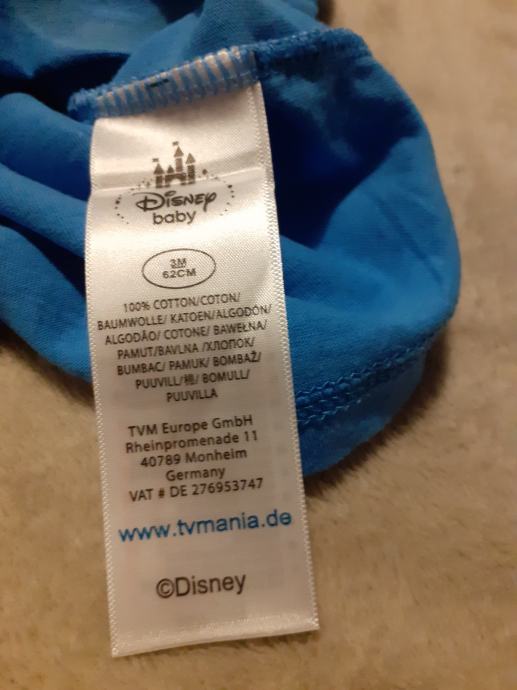 Disney
baby
3M
62CM
100% COTTON/COTON/
BAUMWOLLE/ KATOEN/ALGODÓN/
ALGODÃO/ COTONE/ BAWEŁNA/
PAMUT/BAVLNA /ХЛОПОК/
BUMBAC/ PAMUK/ BOMBAŽ/
PUUVILL/棉/ BOMULL/
PUUVILLA
TVM Europe GmbH
Rheinpromenade 11
40789 Monheim
Germany
VAT # DE 276953747
www.tvmania.de
©Disney